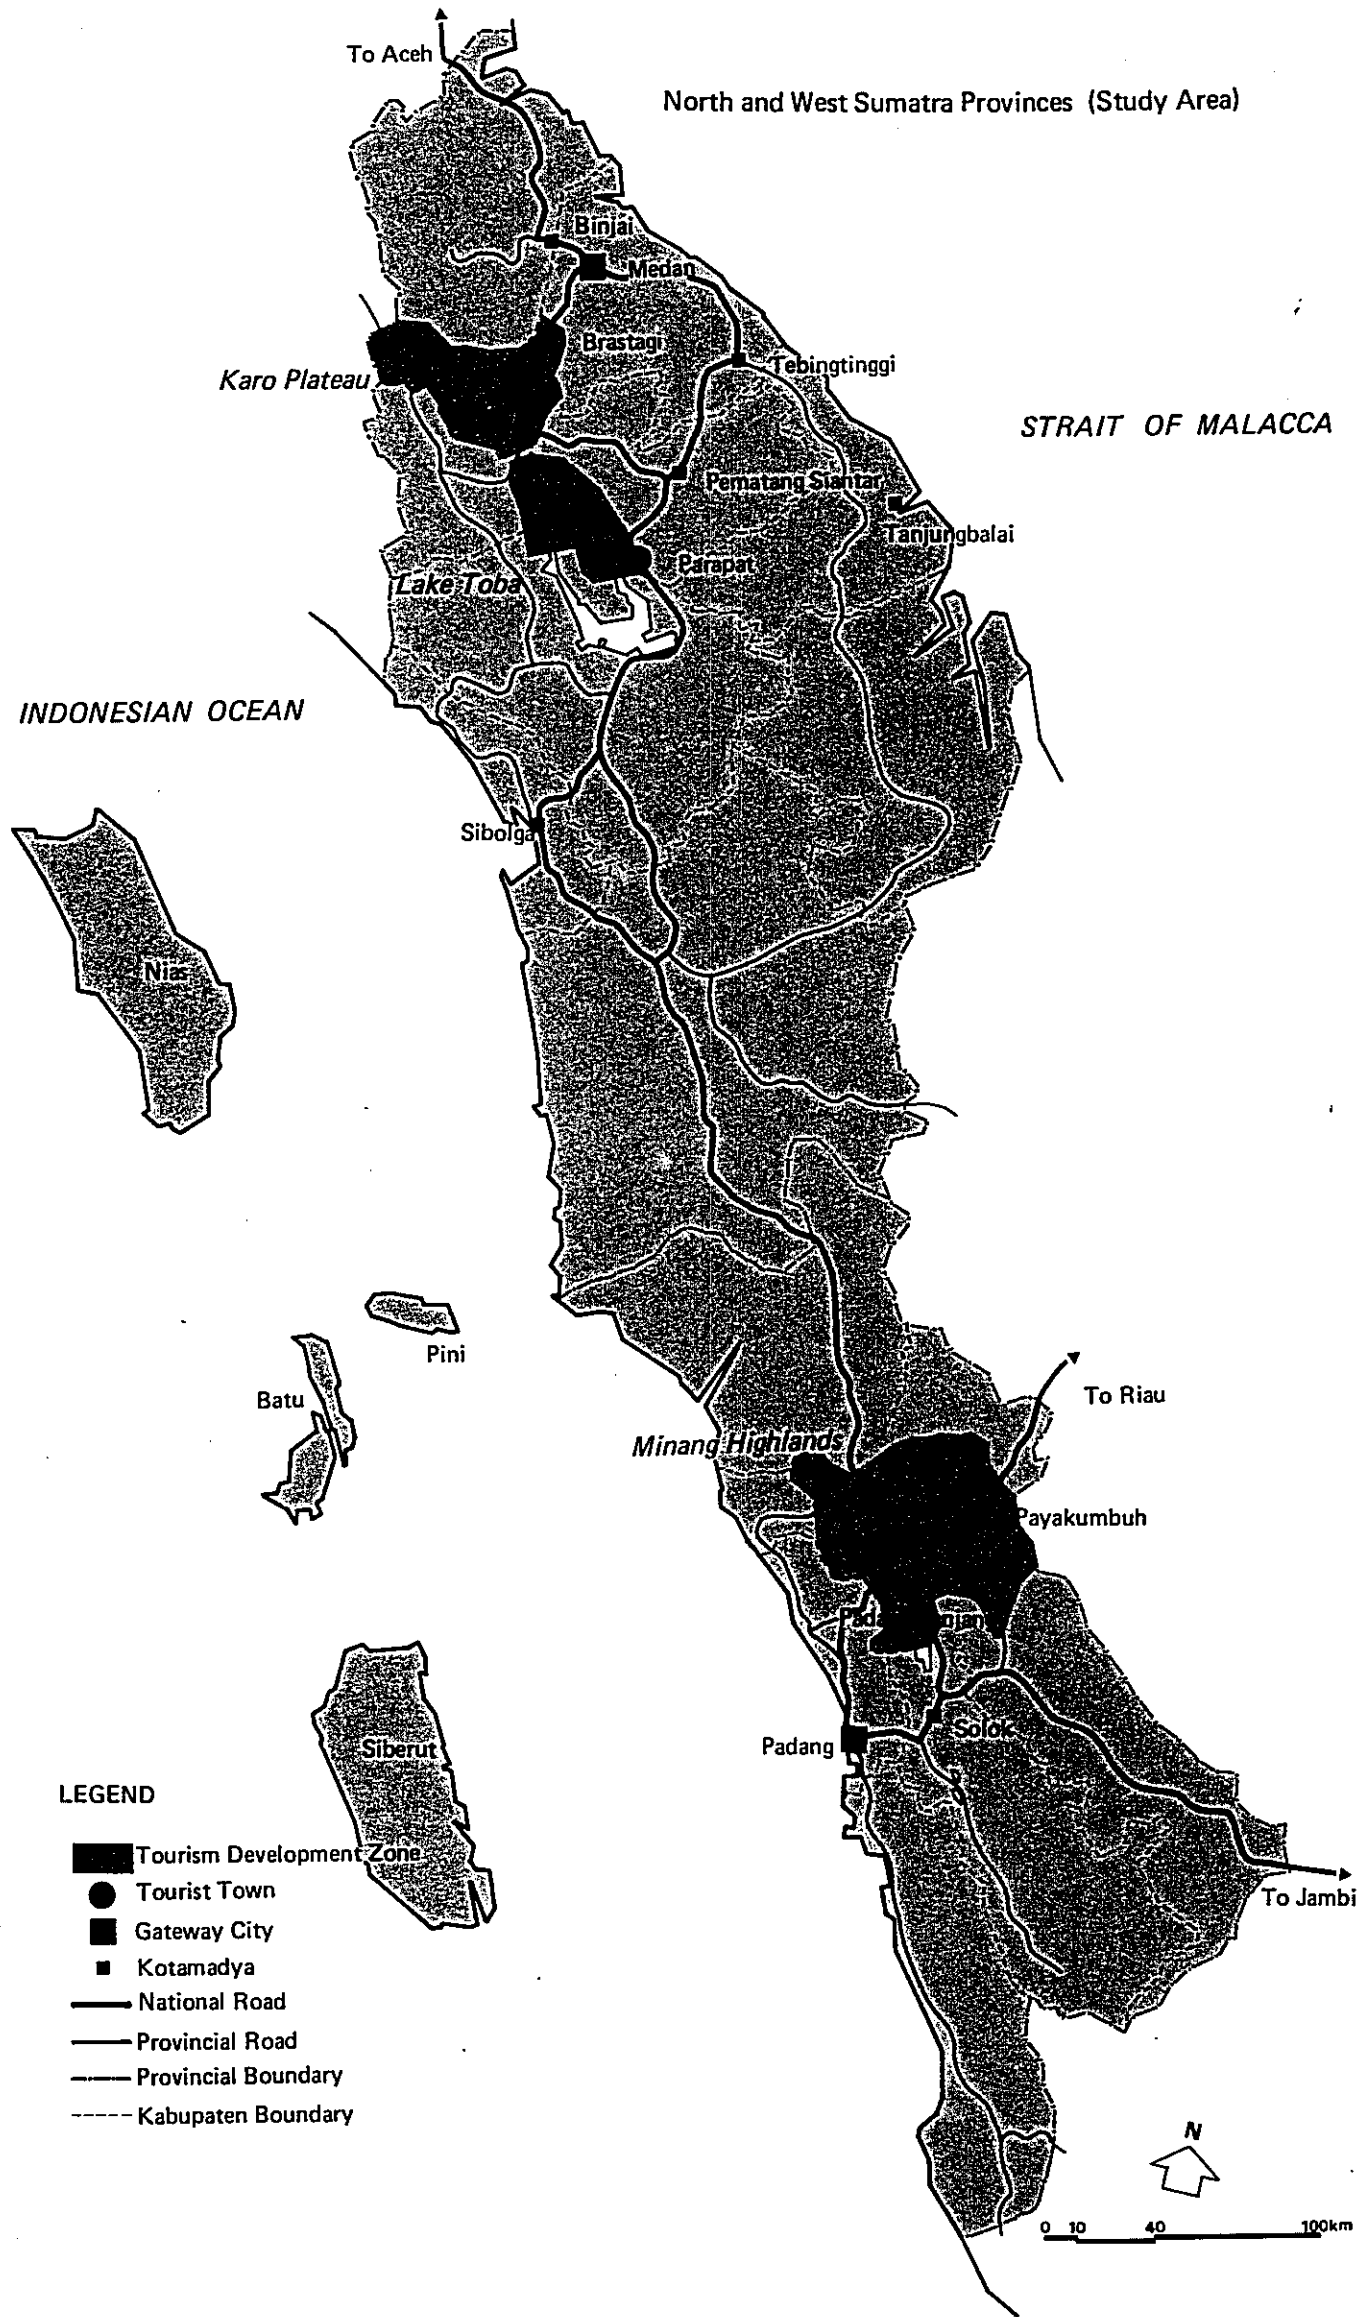 To Aceh
North and West Sumatra Provinces (Study Area)
Binjai
Medan
Brastagi
Karo Plateau
Tebingtinggi
STRAIT OF MALACCA
Pematang Siantar
Tanjungbalai
Parapat
Lake Toba
INDONESIAN OCEAN
Sibolga
Nias
Pini
Batu
To Riau
Minang Highlands
Payakumbuh
Solok
Padang
Siberut
LEGEND
Tourism Development Zone
Tourist Town
Gateway City
Kotamadya
National Road
Provincial Road
Provincial Boundary
Kabupaten Boundary
To Jambi
N
0 10 40 100km